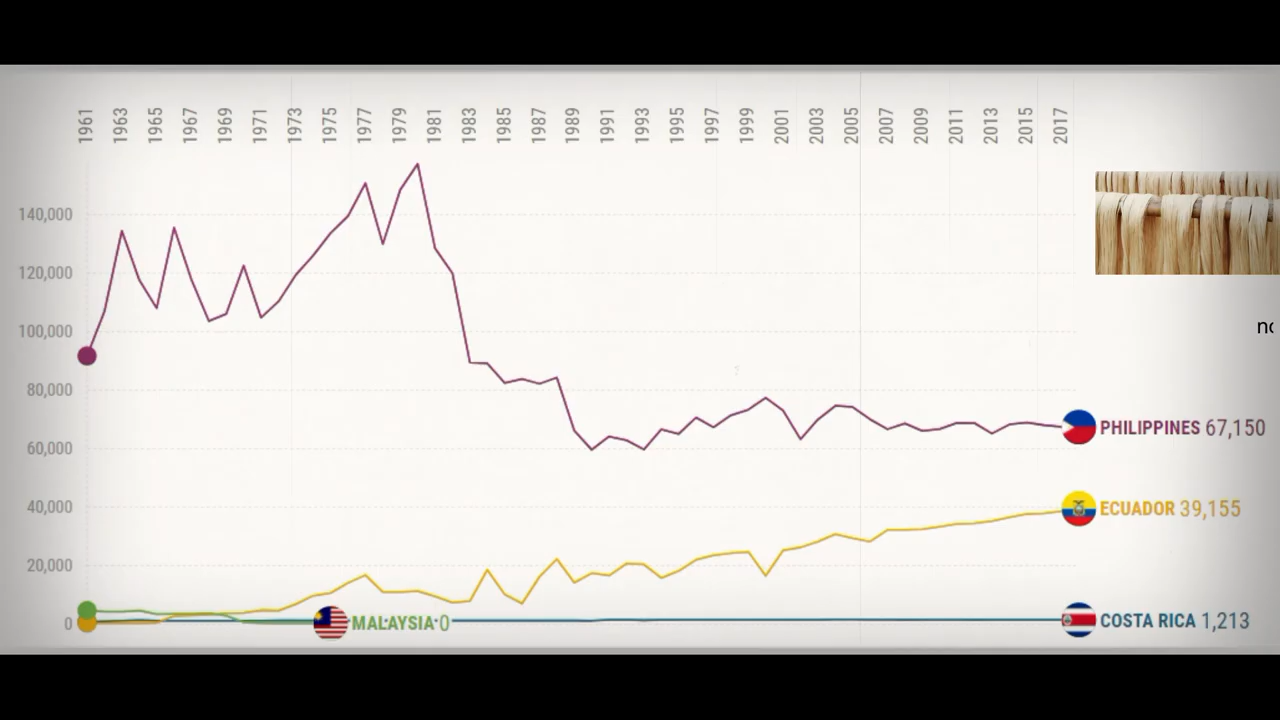 1961 1963 1965 1967 1969 1971 1973 1975 1977 1979 1981 1983 1985 1987 1989 1991 1993 1995 1997 1999 2001 2003 2005 2007 2009 2011 2013 2015 2017
140,000
120,000
100,000
no
80,000
PHILIPPINES 67,150
60,000
40,000
ECUADOR 39,155
20,000
0
MALAYSIA 0
COSTA RICA 1,213